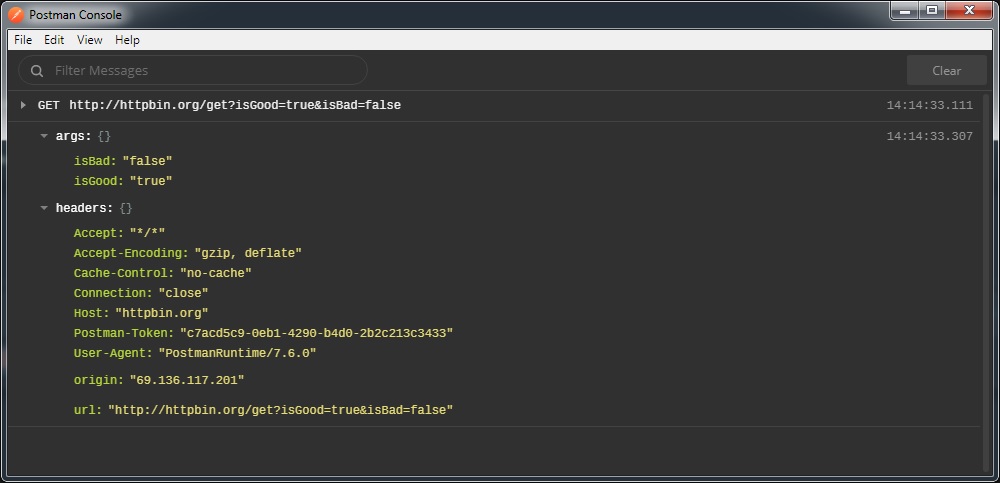 Postman Console
File Edit View Help
Filter Messages Clear
GET http://httpbin.org/get?isGood=true&isBad=false 14:14:33.111
args: {} 14:14:33.307
isBad: "false"
isGood: "true"
headers: {}
Accept: "*/*"
Accept-Encoding: "gzip, deflate"
Cache-Control: "no-cache"
Connection: "close"
Host: "httpbin.org"
Postman-Token: "c7acd5c9-0eb1-4290-b4d0-2b2c213c3433"
User-Agent: "PostmanRuntime/7.6.0"
origin: "69.136.117.201"
url: "http://httpbin.org/get?isGood=true&isBad=false"